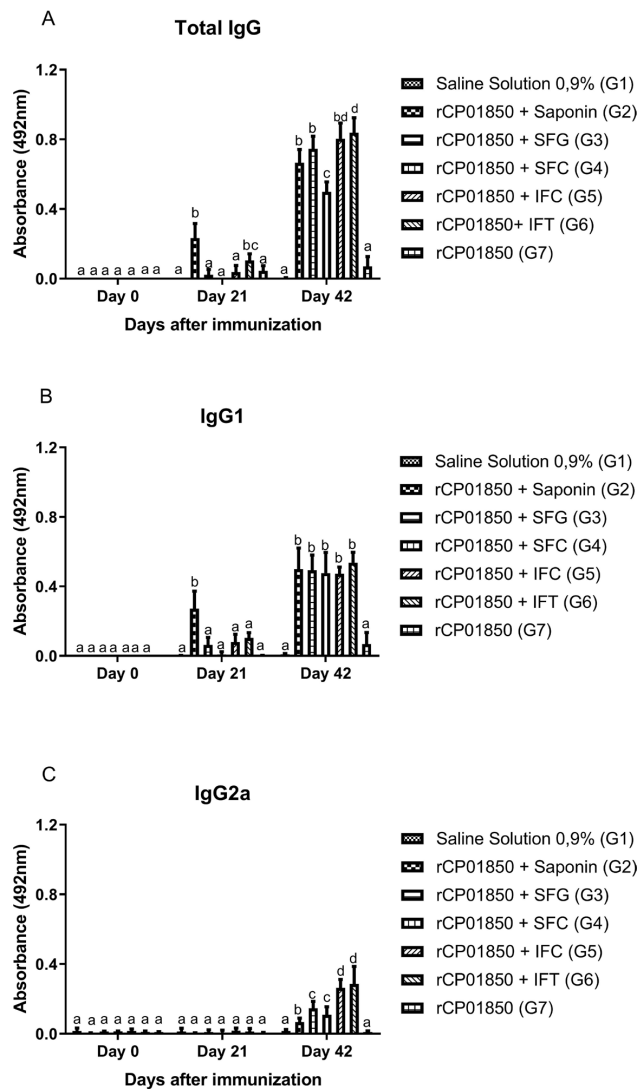 A
Total IgG
1.2
0.8
0.4
0.0
Absorbance (492nm)
a a a a a a a
a b a a a bc a
a b b c bd d a
Day 0 Day 21 Day 42
Days after immunization
Saline Solution 0,9% (G1)
rCP01850 + Saponin (G2)
rCP01850 + SFG (G3)
rCP01850 + SFC (G4)
rCP01850 + IFC (G5)
rCP01850+ IFT (G6)
rCP01850 (G7)
B
IgG1
1.2
0.8
0.4
0.0
Absorbance (492nm)
a a a a a a a
a b a a a a a
a b b b b b a
Day 0 Day 21 Day 42
Saline Solution 0,9% (G1)
rCP01850 + Saponin (G2)
rCP01850 + SFG (G3)
rCP01850 + SFC (G4)
rCP01850 + IFC (G5)
rCP01850 + IFT (G6)
rCP01850 (G7)
C
IgG2a
1.2
0.8
0.4
0.0
Absorbance (492nm)
a a a a a a a
a a a a a a a
a b c c d d a
Day 0 Day 21 Day 42
Days after immunization
Saline Solution 0,9% (G1)
rCP01850 + Saponin (G2)
rCP01850 + SFG (G3)
rCP01850 + SFC (G4)
rCP01850 + IFC (G5)
rCP01850 + IFT (G6)
rCP01850 (G7)